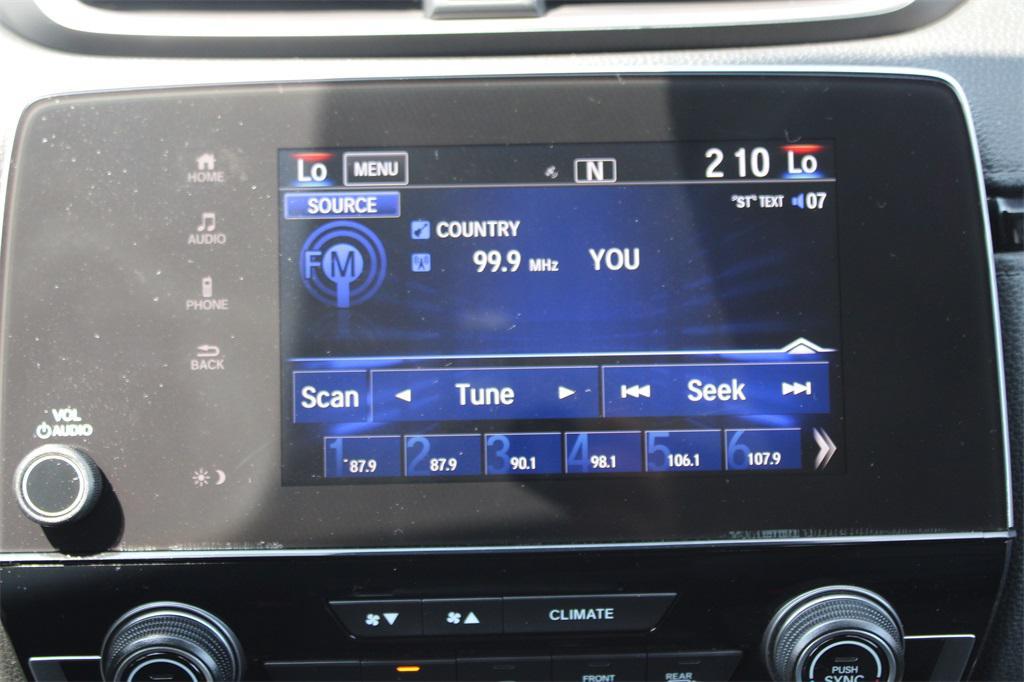 Lo MENU N 2 10 Lo
HOME
SOURCE "ST" TEXT 07
COUNTRY
AUDIO
FM 99.9 MHz YOU
PHONE
BACK
Scan Tune Seek
VOL
AUDIO
1 87.9 2 87.9 3 90.1 4 98.1 5 106.1 6 107.9
CLIMATE
PUSH
SYNC
FRONT REAR